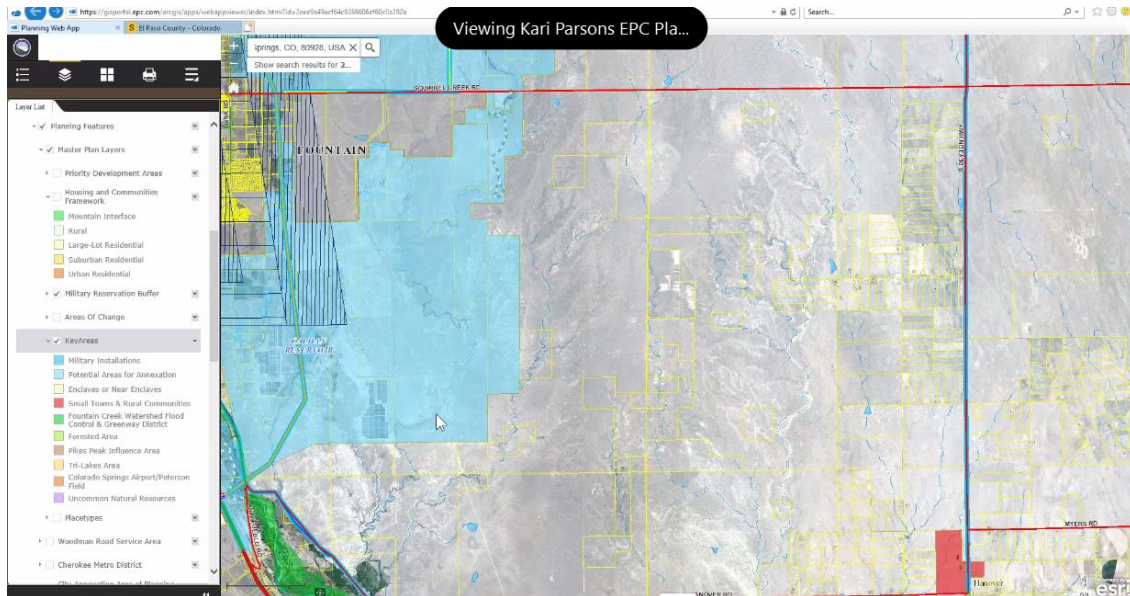 https://gisportal.epc.com/arcgis/apps/webappviewer/index.html?id=
Search...
Planning Web App
S El Paso County - Colorado
Viewing Kari Parsons EPC Pla...
Springs, CO, 80928, USA
Show search results for 2...
Layer List
Planning Features
Master Plan Layers
Priority Development Areas
Housing and Communities
Framework
Mountain Interface
Rural
Large-Lot Residential
Suburban Residential
Urban Residential
Military Reservation Buffer
Areas Of Change
KeyAreas
Military Installations
Potential Areas for Annexation
Enclaves or Near Enclaves
Small Towns & Rural Communities
Fountain Creek Watershed Flood
Control & Greenway District
Forested Area
Pikes Peak Influence Area
Tri-Lakes Area
Colorado Springs Airport/Peterson
Field
Uncommon Natural Resources
Placetypes
Woodman Road Service Area
Cherokee Metro District
SQUIRREL CREEK RD
FOUNTAIN
RESERVOIR
MYERS RD
Hanover
esri